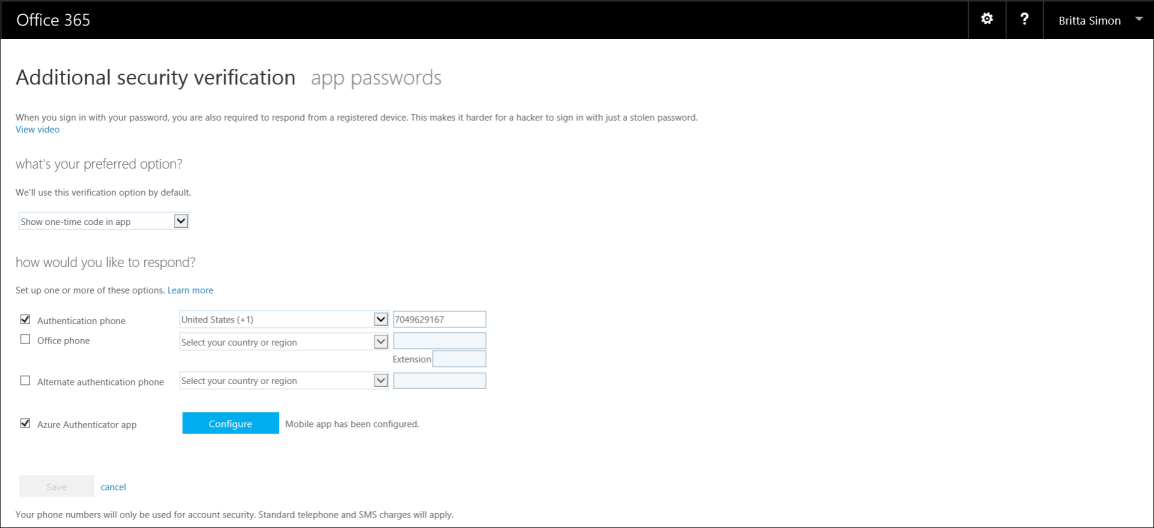 Office 365
? Britta Simon
Additional security verification app passwords
When you sign in with your password, you are also required to respond from a registered device. This makes it harder for a hacker to sign in with just a stolen password.
View video
what's your preferred option?
We'll use this verification option by default.
Show one-time code in app
how would you like to respond?
Set up one or more of these options. Learn more
Authentication phone United States (+1) 7049629167
Office phone Select your country or region
Extension
Alternate authentication phone Select your country or region
Azure Authenticator app Configure Mobile app has been configured.
Save cancel
Your phone numbers will only be used for account security. Standard telephone and SMS charges will apply.